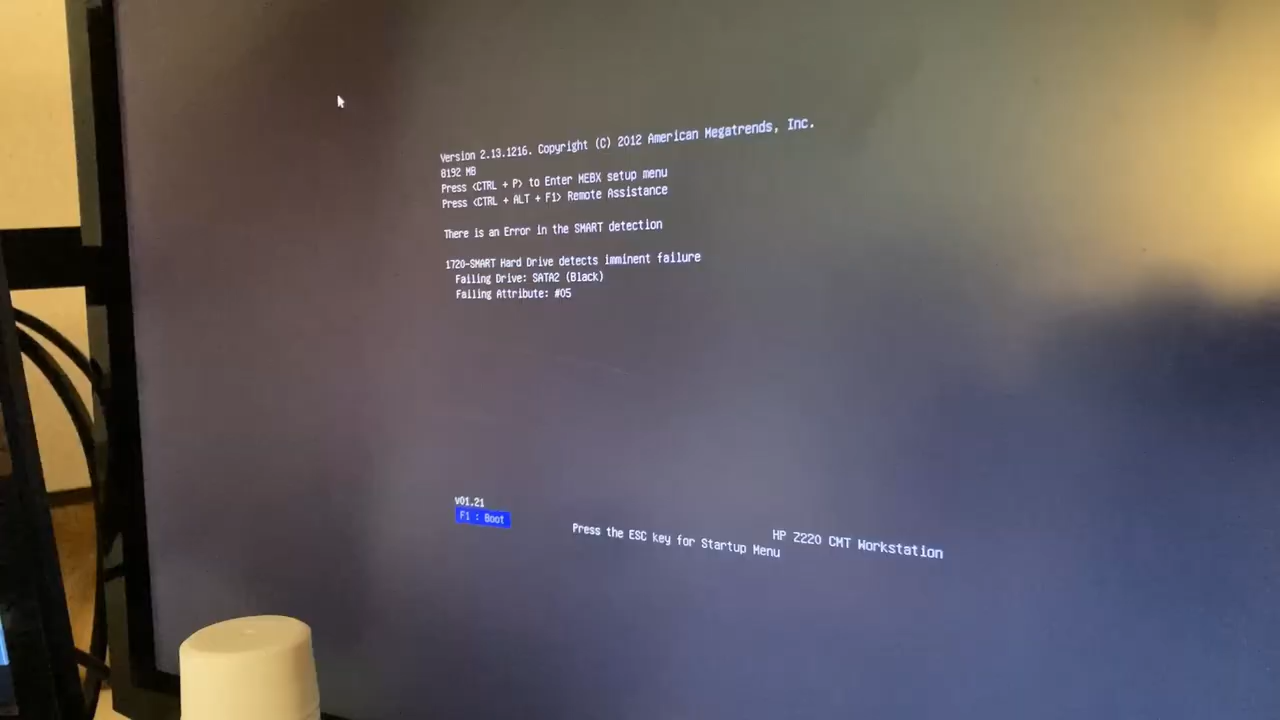 Version 2.13.1216. Copyright (C) 2012 American Megatrends, Inc.
8192 MB
Press <CTRL + P> to Enter MEBX setup menu
Press <CTRL + ALT + F1> Remote Assistance
There is an Error in the SMART detection
1720-SMART Hard Drive detects imminent failure
Failing Drive: SATA2 (Black)
Failing Attribute: #05
v01.21
F1 : Boot
Press the ESC key for Startup Menu
HP Z220 CMT Workstation